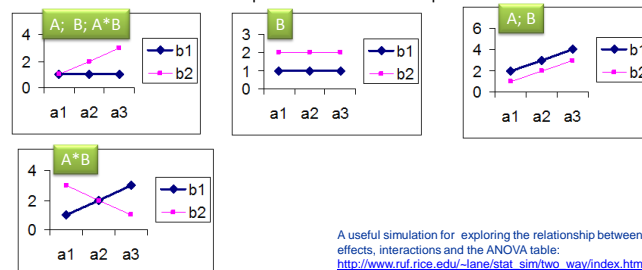 A; B; A*B
4
2
0
a1 a2 a3
b1
b2
B
3
2
1
0
a1 a2 a3
b1
b2
A; B
6
4
2
0
a1 a2 a3
b1
b2
A*B
4
2
0
a1 a2 a3
b1
b2
A useful simulation for exploring the relationship between
effects, interactions and the ANOVA table:
http://www.ruf.rice.edu/~lane/stat_sim/two_way/index.htm